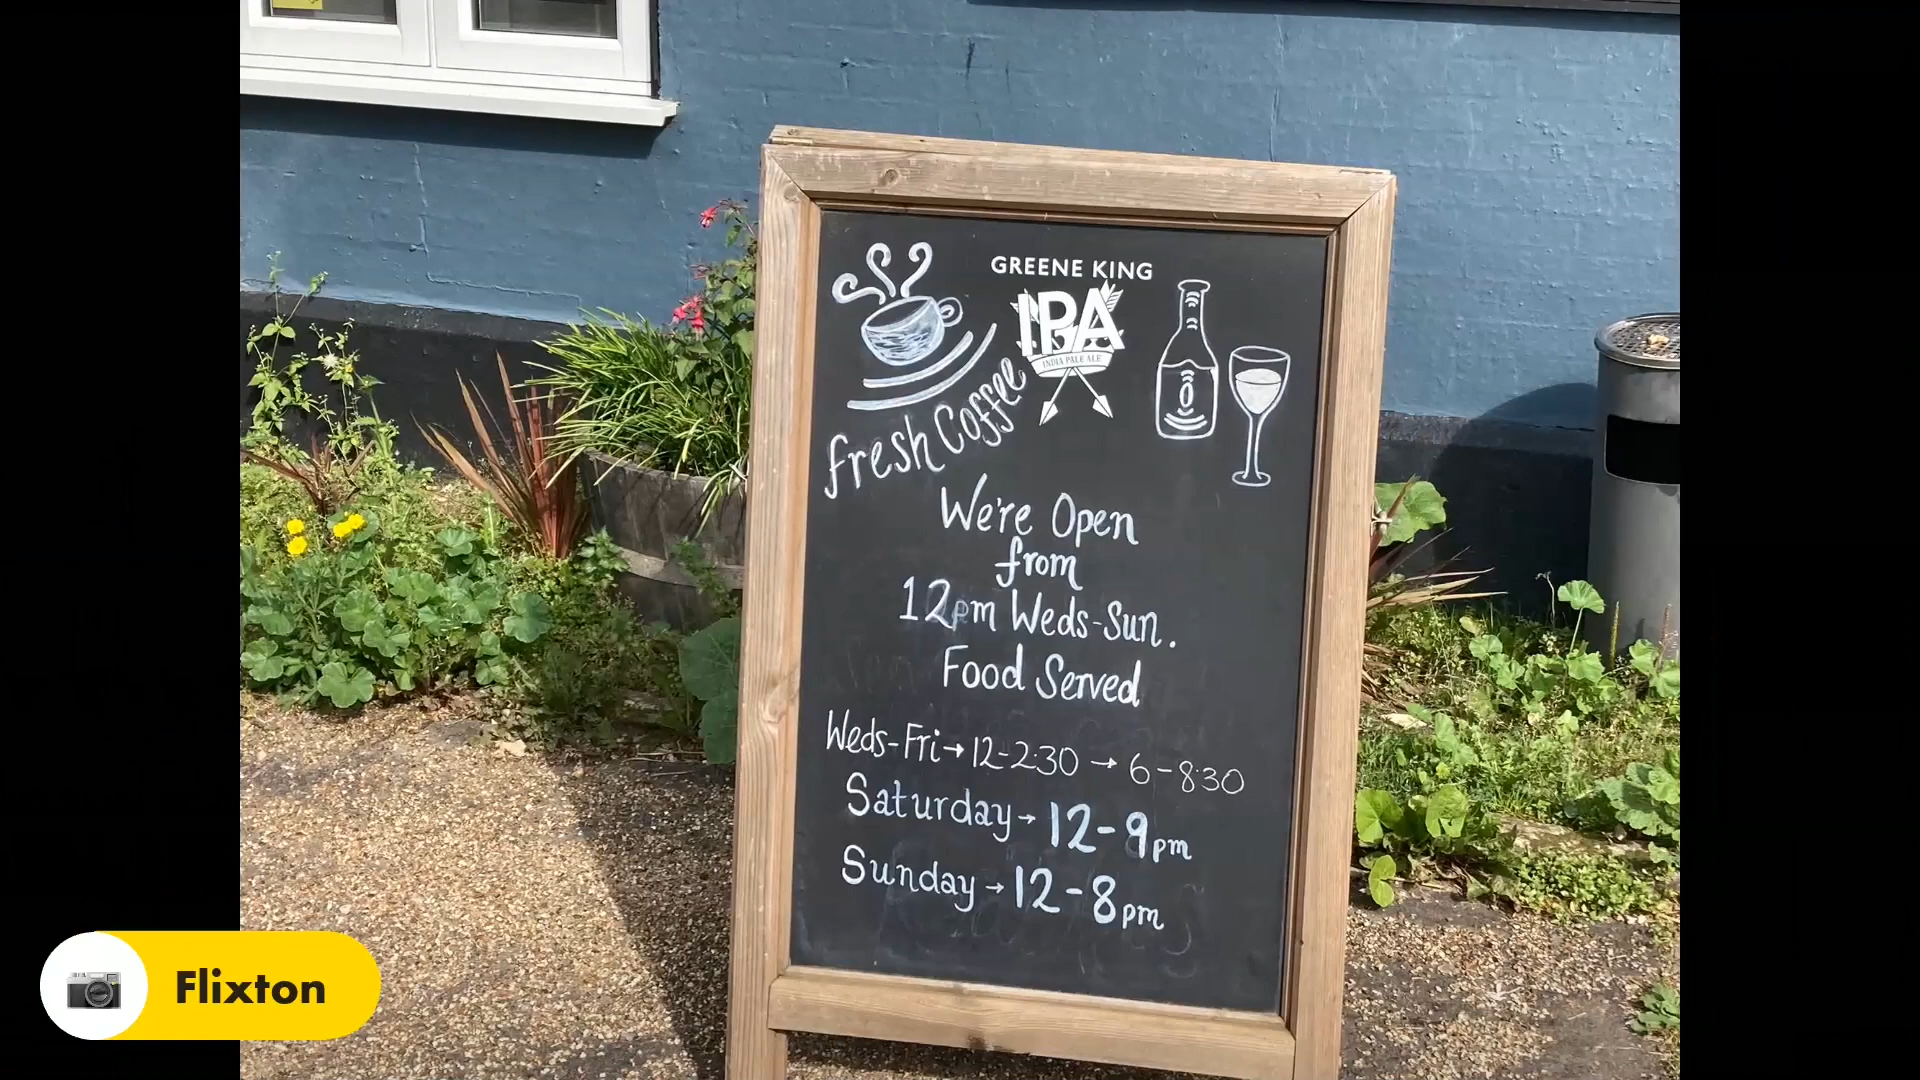 GREENE KING
IPA
INDIA PALE ALE
fresh Coffee
We're Open
from
12pm Weds-Sun.
Food Served
Weds-Fri → 12-2:30 → 6-8:30
Saturday → 12-9pm
Sunday → 12-8pm
Flixton